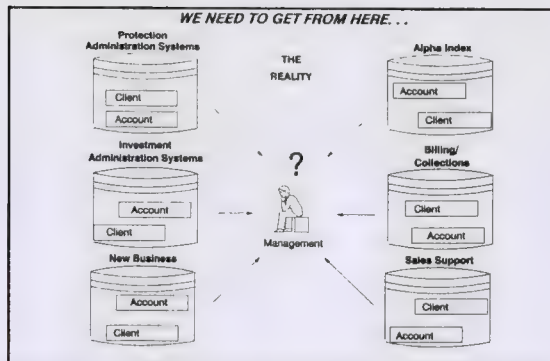 WE NEED TO GET FROM HERE...
Protection
Administration Systems
Client
Account
Investment
Administration Systems
Account
Client
New Business
Account
Client
THE
REALITY
?
Management
Alpha Index
Account
Client
Billing/
Collections
Client
Account
Sales Support
Client
Account